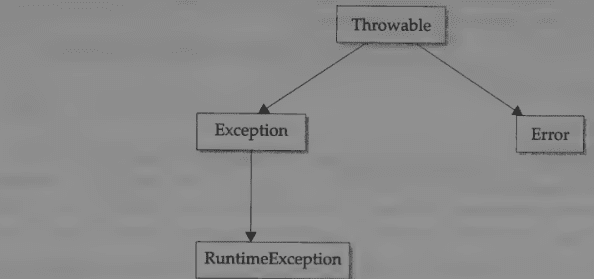 Throwable
Exception
Error
RuntimeException